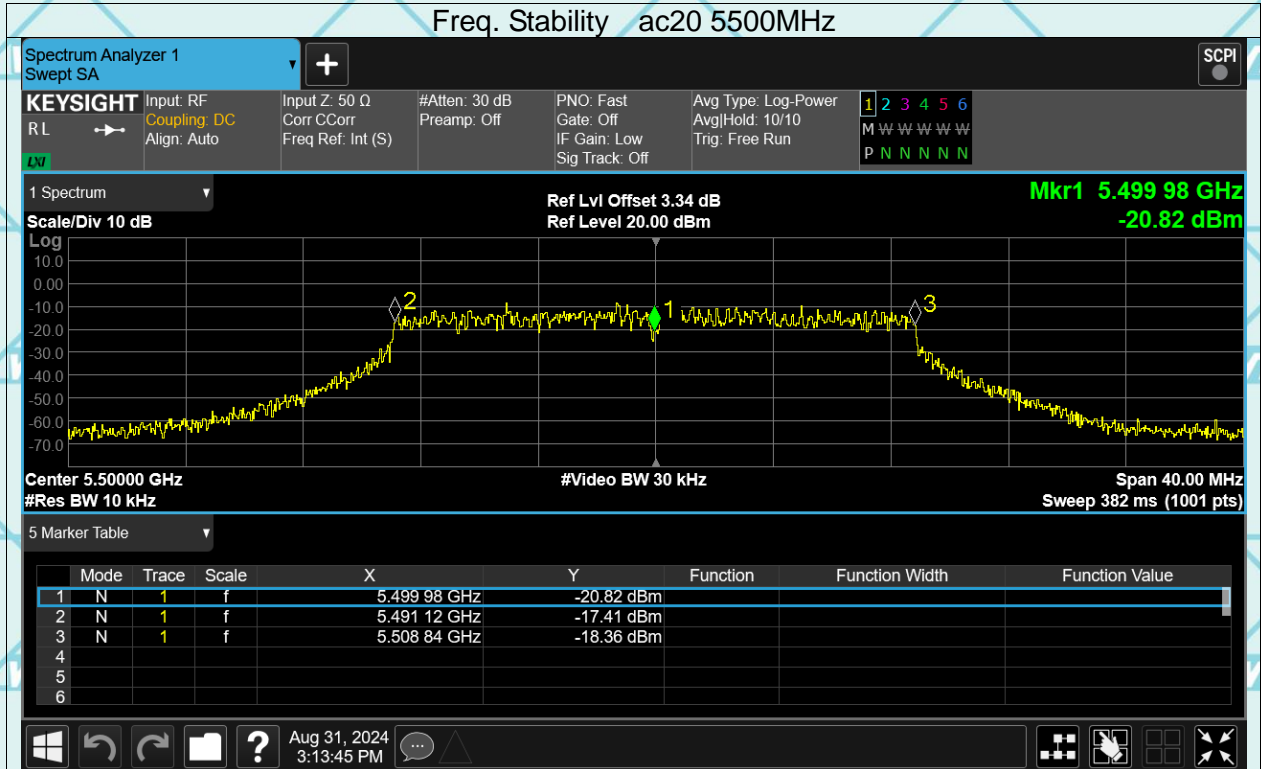 Freq. Stability ac20 5500MHz
Spectrum Analyzer 1
Swept SA
+
SCPI
KEYSIGHT
RL
LXI
Input: RF
Coupling: DC
Align: Auto
Input Z: 50 Ω
Corr CCorr
Freq Ref: Int (S)
#Atten: 30 dB
Preamp: Off
PNO: Fast
Gate: Off
IF Gain: Low
Sig Track: Off
Avg Type: Log-Power
Avg|Hold: 10/10
Trig: Free Run
1 2 3 4 5 6
M W W W W W
P N N N N N
1 Spectrum
Scale/Div 10 dB
Ref Lvl Offset 3.34 dB
Ref Level 20.00 dBm
Mkr1 5.499 98 GHz
-20.82 dBm
Log
10.0
0.00
-10.0
-20.0
-30.0
-40.0
-50.0
-60.0
-70.0
2
1
3
Center 5.50000 GHz
#Res BW 10 kHz
#Video BW 30 kHz
Span 40.00 MHz
Sweep 382 ms (1001 pts)
5 Marker Table
Mode Trace Scale X Y Function Function Width Function Value
1 N 1 f 5.499 98 GHz -20.82 dBm
2 N 1 f 5.491 12 GHz -17.41 dBm
3 N 1 f 5.508 84 GHz -18.36 dBm
4
5
6
?
Aug 31, 2024
3:13:45 PM